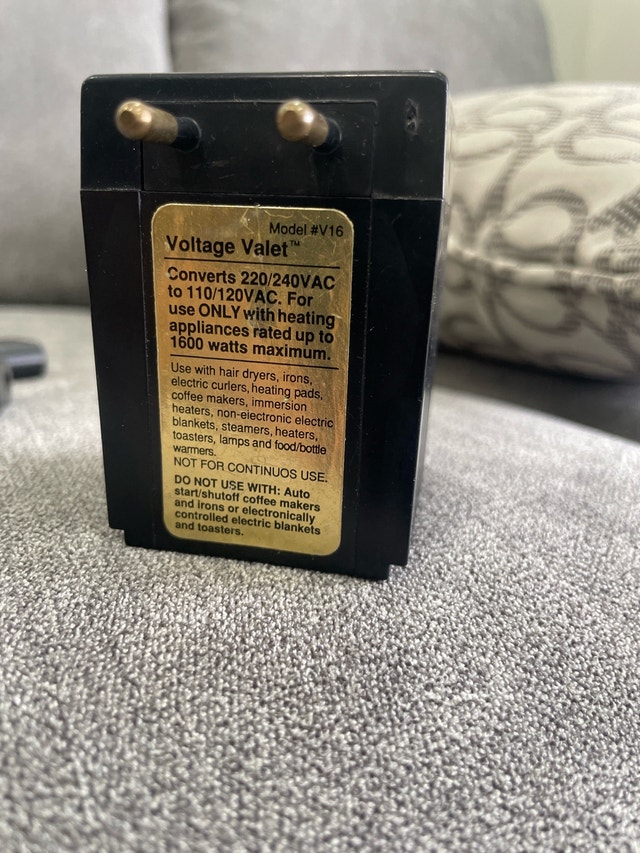 Model #V16
Voltage Valet™
Converts 220/240VAC
to 110/120VAC. For
use ONLY with heating
appliances rated up to
1600 watts maximum.
Use with hair dryers, irons,
electric curlers, heating pads,
coffee makers, immersion
heaters, non-electronic electric
blankets, steamers, heaters,
toasters, lamps and food/bottle
warmers.
NOT FOR CONTINUOS USE.
DO NOT USE WITH: Auto
start/shutoff coffee makers
and irons or electronically
controlled electric blankets
and toasters.